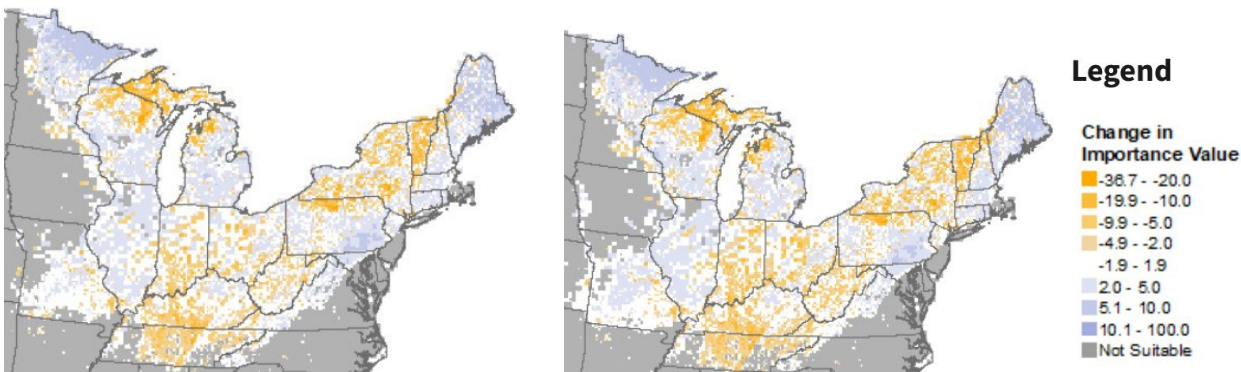 Legend
Change in
Importance Value
-36.7 - -20.0
-19.9 - -10.0
-9.9 - -5.0
-4.9 - -2.0
-1.9 - 1.9
2.0 - 5.0
5.1 - 10.0
10.1 - 100.0
Not Suitable